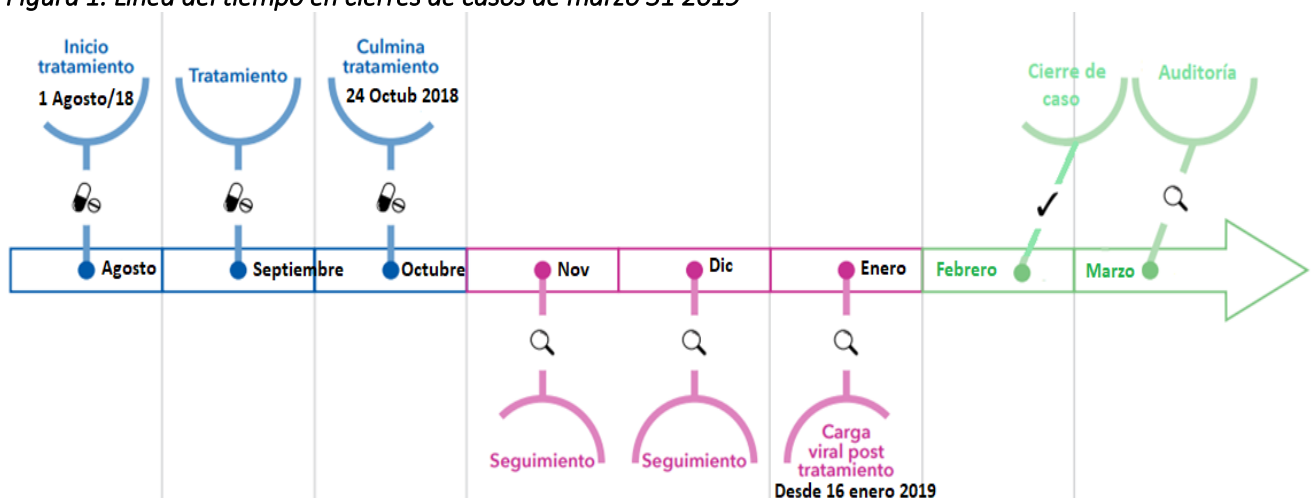 Figura 1. Línea del tiempo en cierres de casos de marzo 31 2019
Inicio
tratamiento
1 Agosto/18
Tratamiento
Culmina
tratamiento
24 Octub 2018
Cierre de
caso
Auditoría
Agosto
Septiembre
Octubre
Nov
Dic
Enero
Febrero
Marzo
Seguimiento
Seguimiento
Carga
viral post
tratamiento
Desde 16 enero 2019